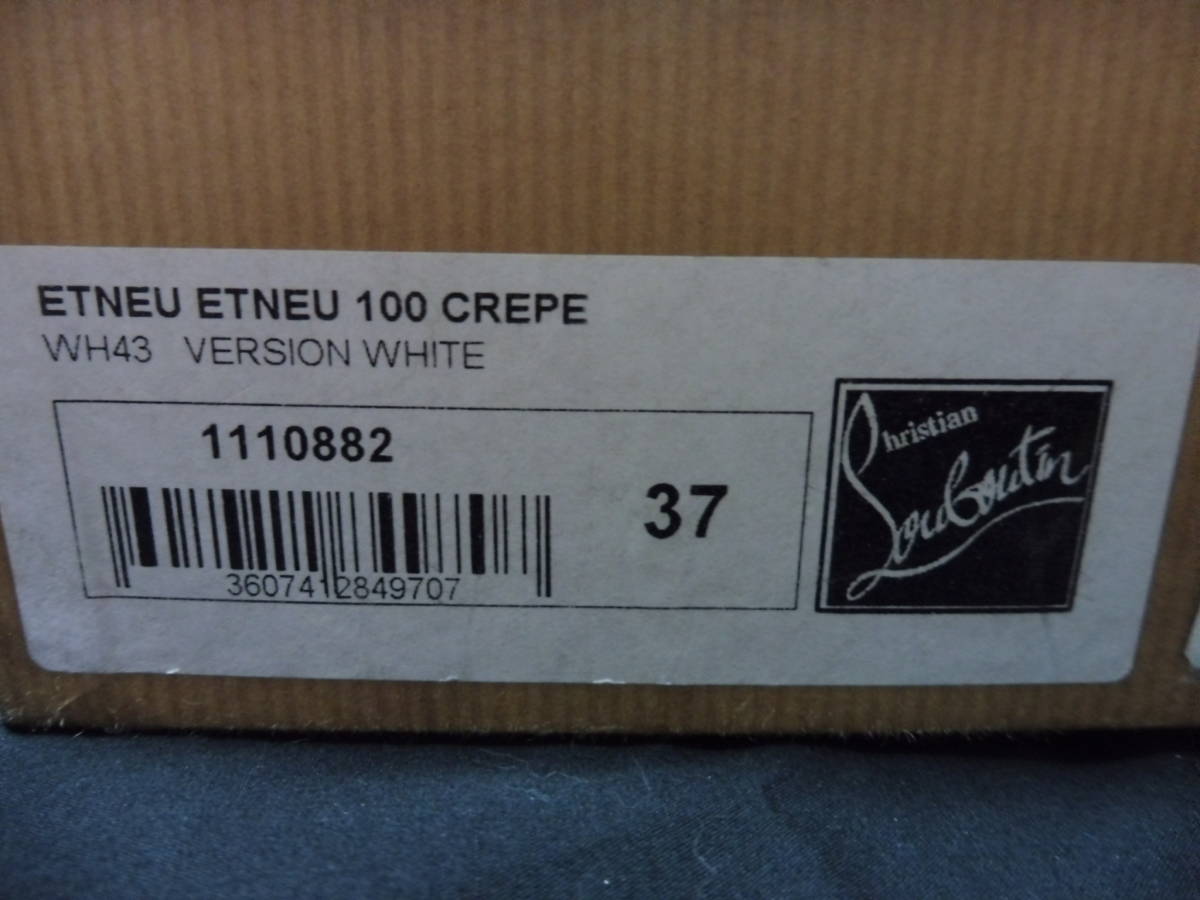 ETNEU ETNEU 100 CREPE
WH43 VERSION WHITE
1110882
37
3607412849707
Christian
Louboutin